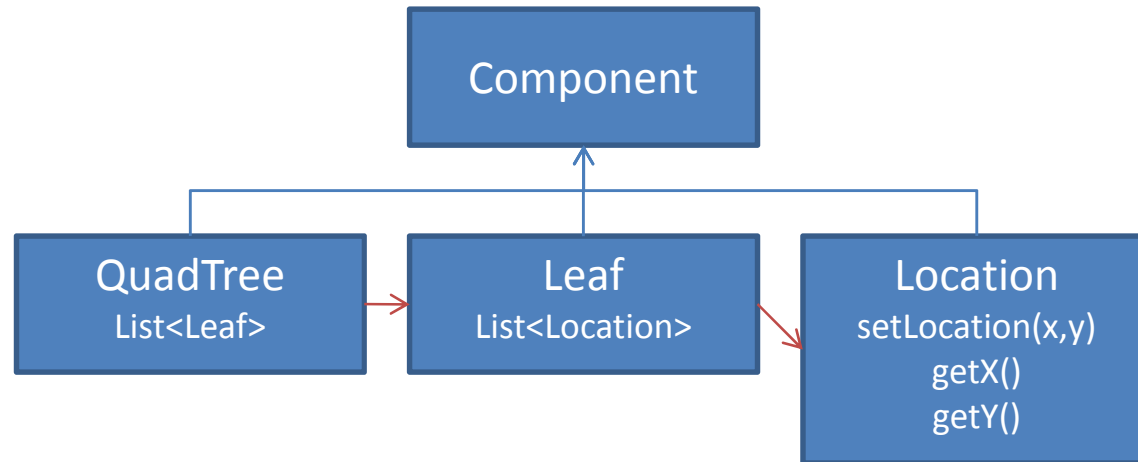 Component
QuadTree
List<Leaf>
Leaf
List<Location>
Location
setLocation(x,y)
getX()
getY()